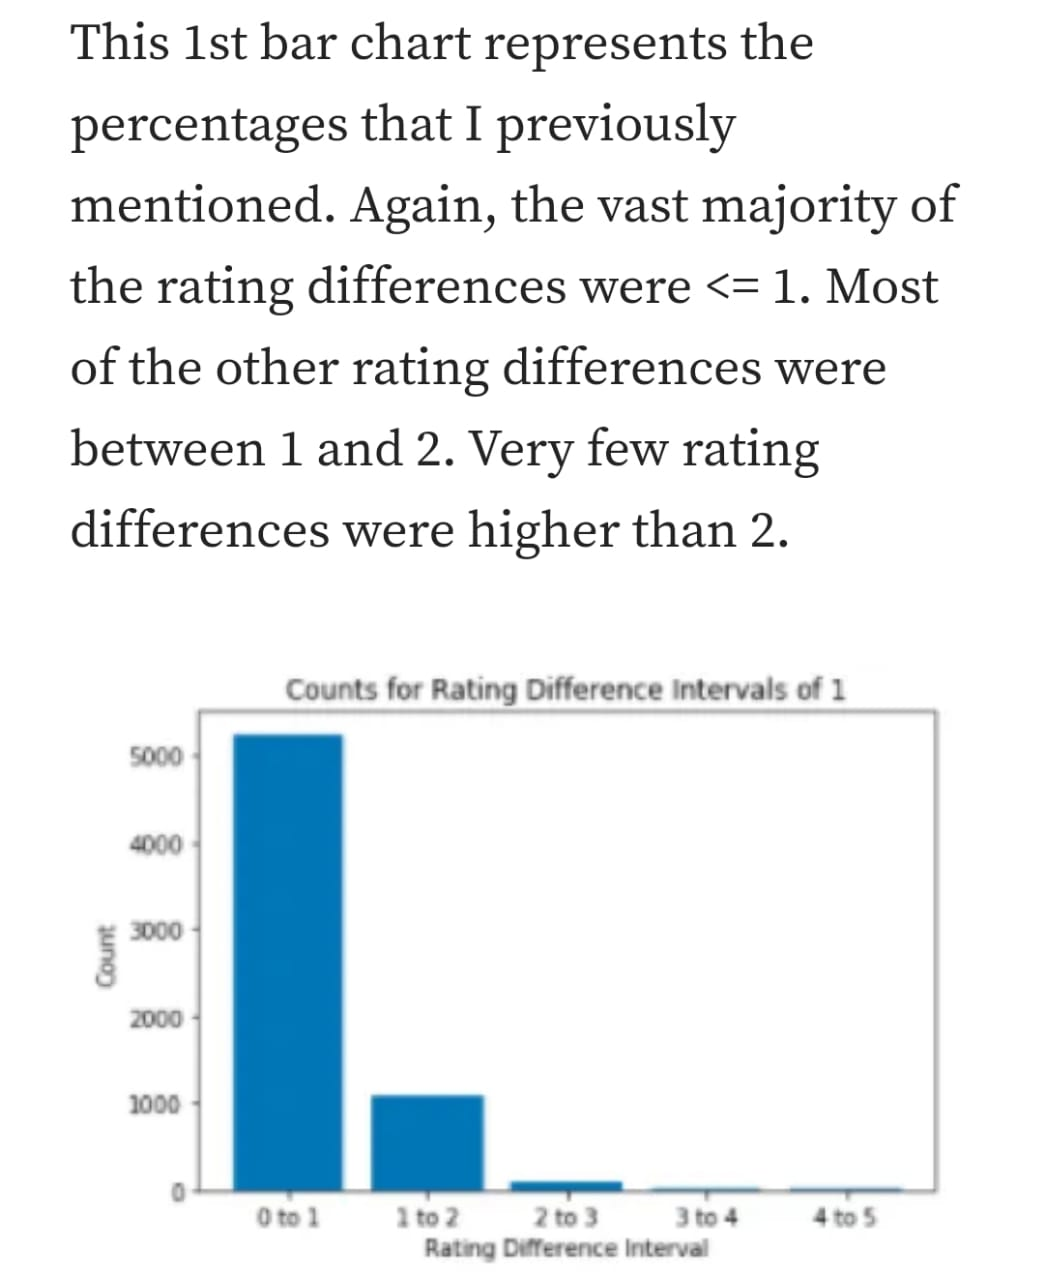 This 1st bar chart represents the
percentages that I previously
mentioned. Again, the vast majority of
the rating differences were <= 1. Most
of the other rating differences were
between 1 and 2. Very few rating
differences were higher than 2.
Counts for Rating Difference Intervals of 1
5000
4000
3000
2000
1000
0
Count
0 to 1 1 to 2 2 to 3 3 to 4 4 to 5
Rating Difference Interval